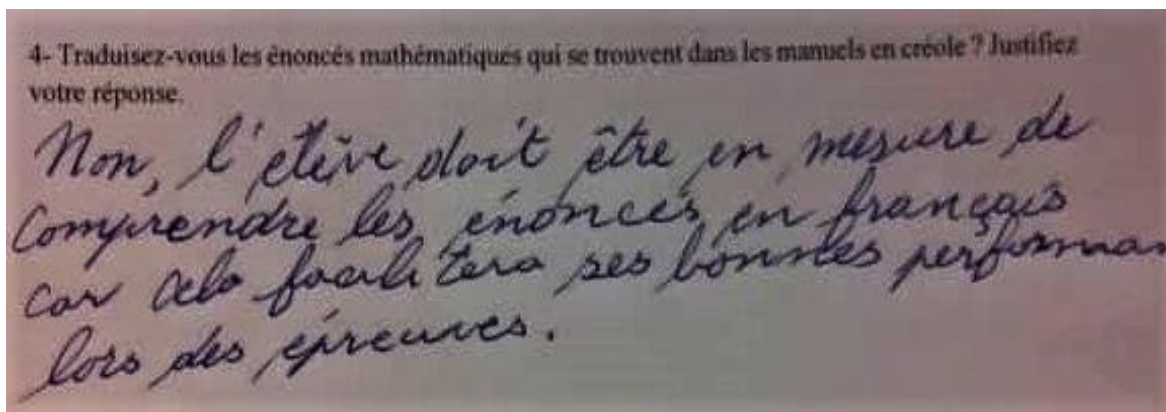 4- Traduisez-vous les énoncés mathématiques qui se trouvent dans les manuels en créole ? Justifiez
votre réponse.
Non, l'élève doit être en mesure de
Comprendre les énoncés en français
car cela facilitera ses bonnes performan
lors des épreuves.